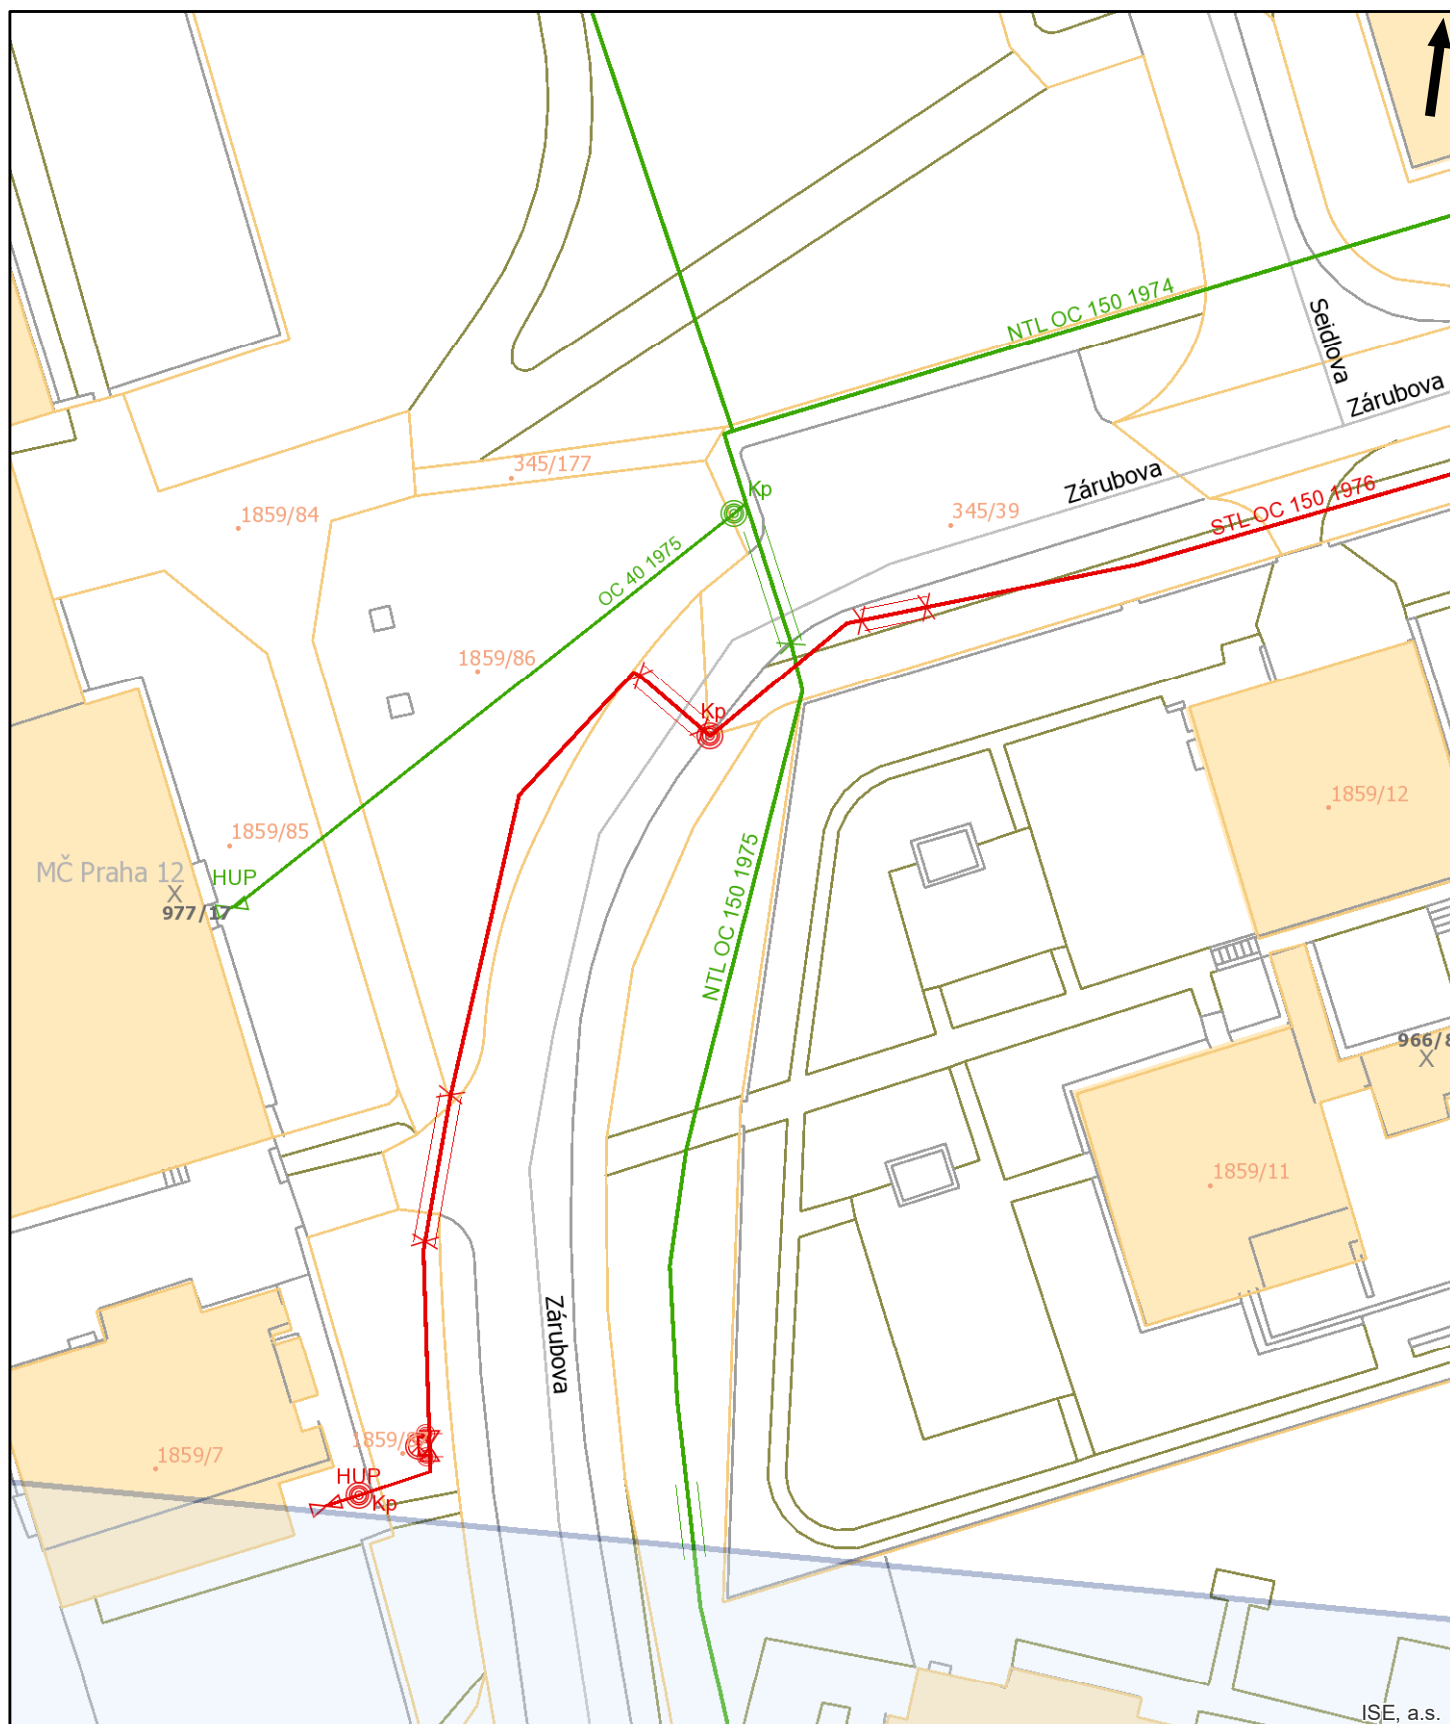 NTL OC 150 1974
Seidlova
Zárubova
345/177
Zárubova
Kp
STL OC 150 1976
1859/84
345/39
OC 40 1975
1859/86
Kp
1859/12
1859/85
MČ Praha 12
HUP
X
977/17
NTL OC 150 1975
X
1859/11
Zárubova
1859/7
HUP
Kp
ISE, a.s.